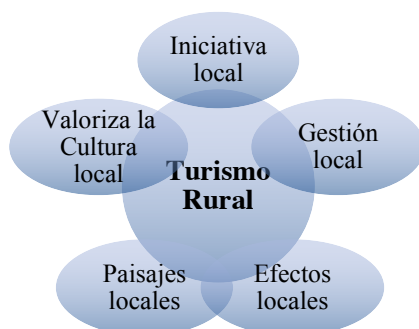 Iniciativa
local
Valoriza la
Cultura
local
Gestión
local
Turismo
Rural
Paisajes
locales
Efectos
locales